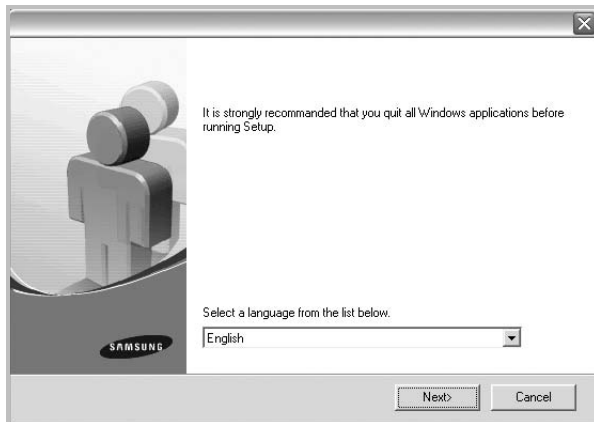 It is strongly recommanded that you quit all Windows applications before
running Setup.
Select a language from the list below.
English
SAMSUNG
Next>
Cancel